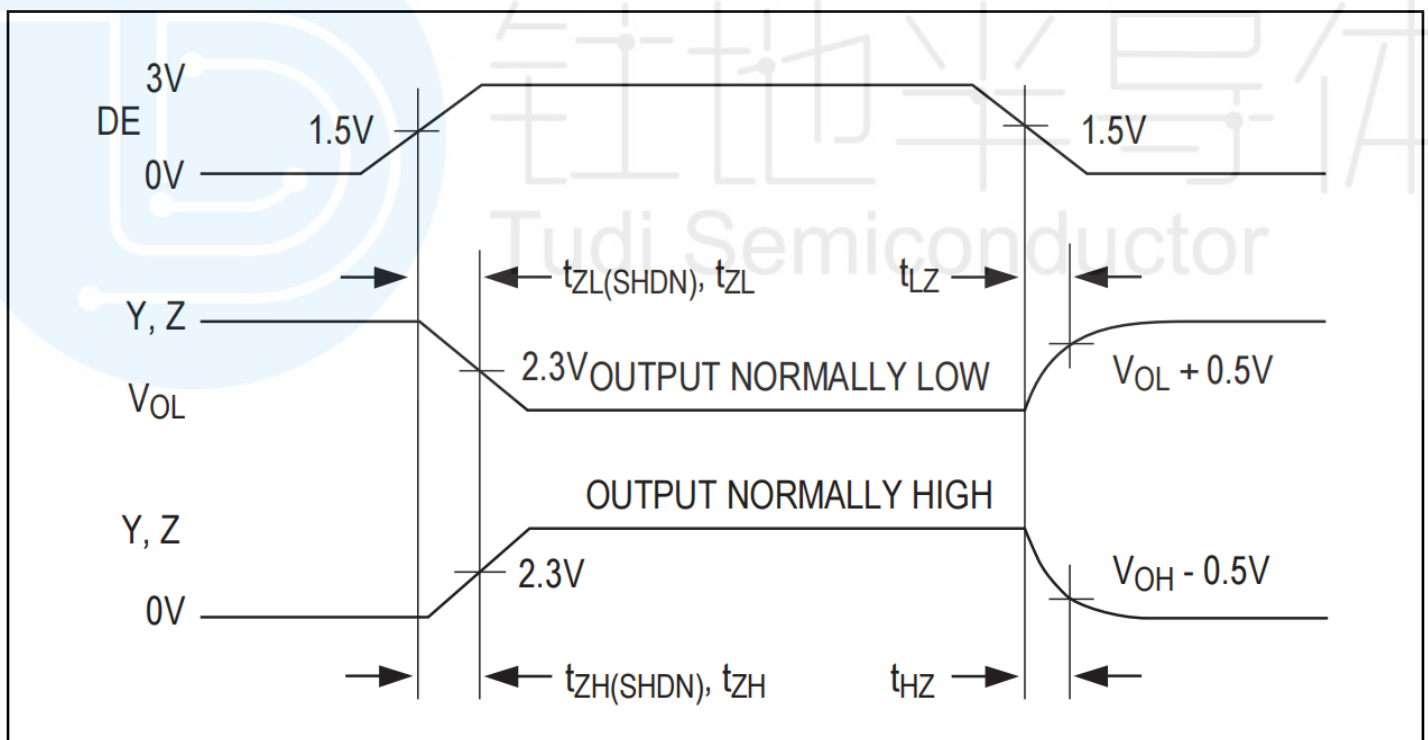 钍地半导体
Tudi Semiconductor
3V
DE
1.5V
1.5V
0V
tZL(SHDN), tZL
tLZ
Y, Z
2.3V
OUTPUT NORMALLY LOW
VOL + 0.5V
VOL
OUTPUT NORMALLY HIGH
Y, Z
2.3V
VOH - 0.5V
0V
tZH(SHDN), tZH
tHZ